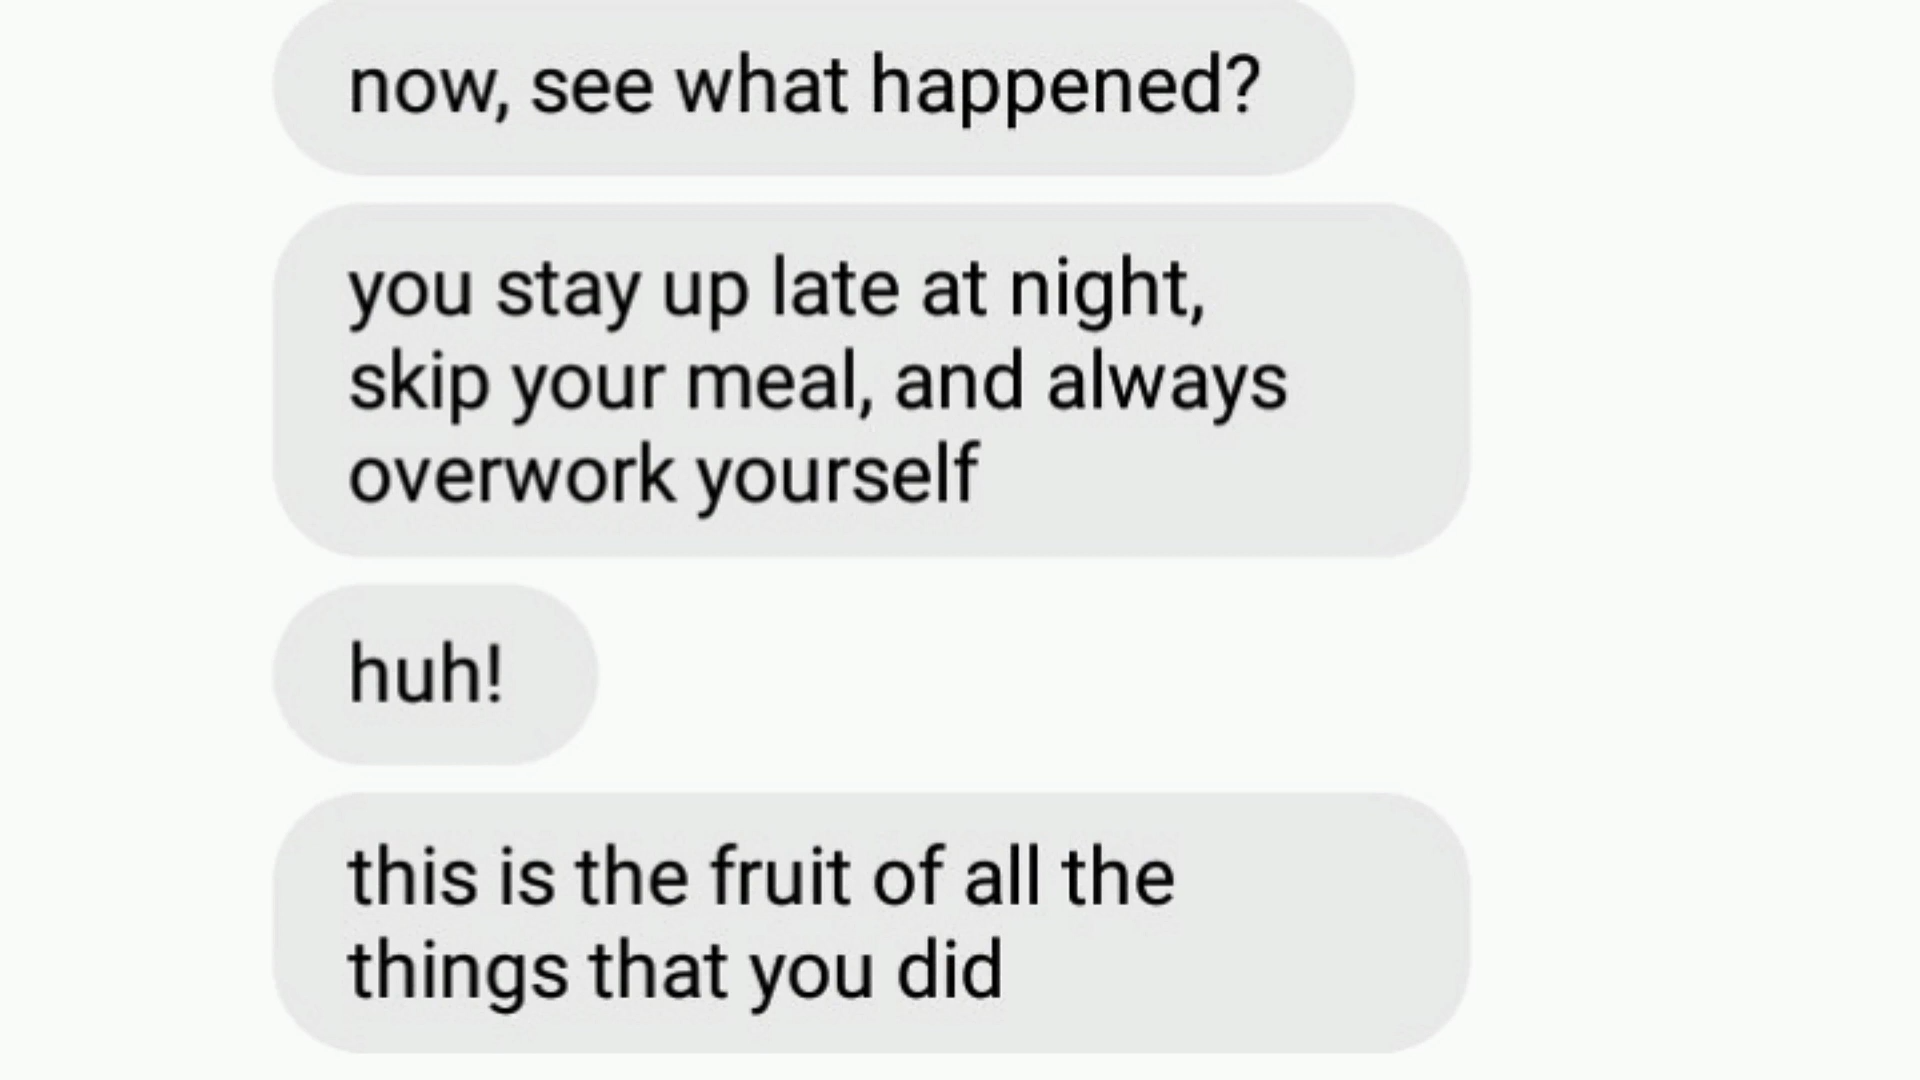 now, see what happened?
you stay up late at night,
skip your meal, and always
overwork yourself
huh!
this is the fruit of all the
things that you did